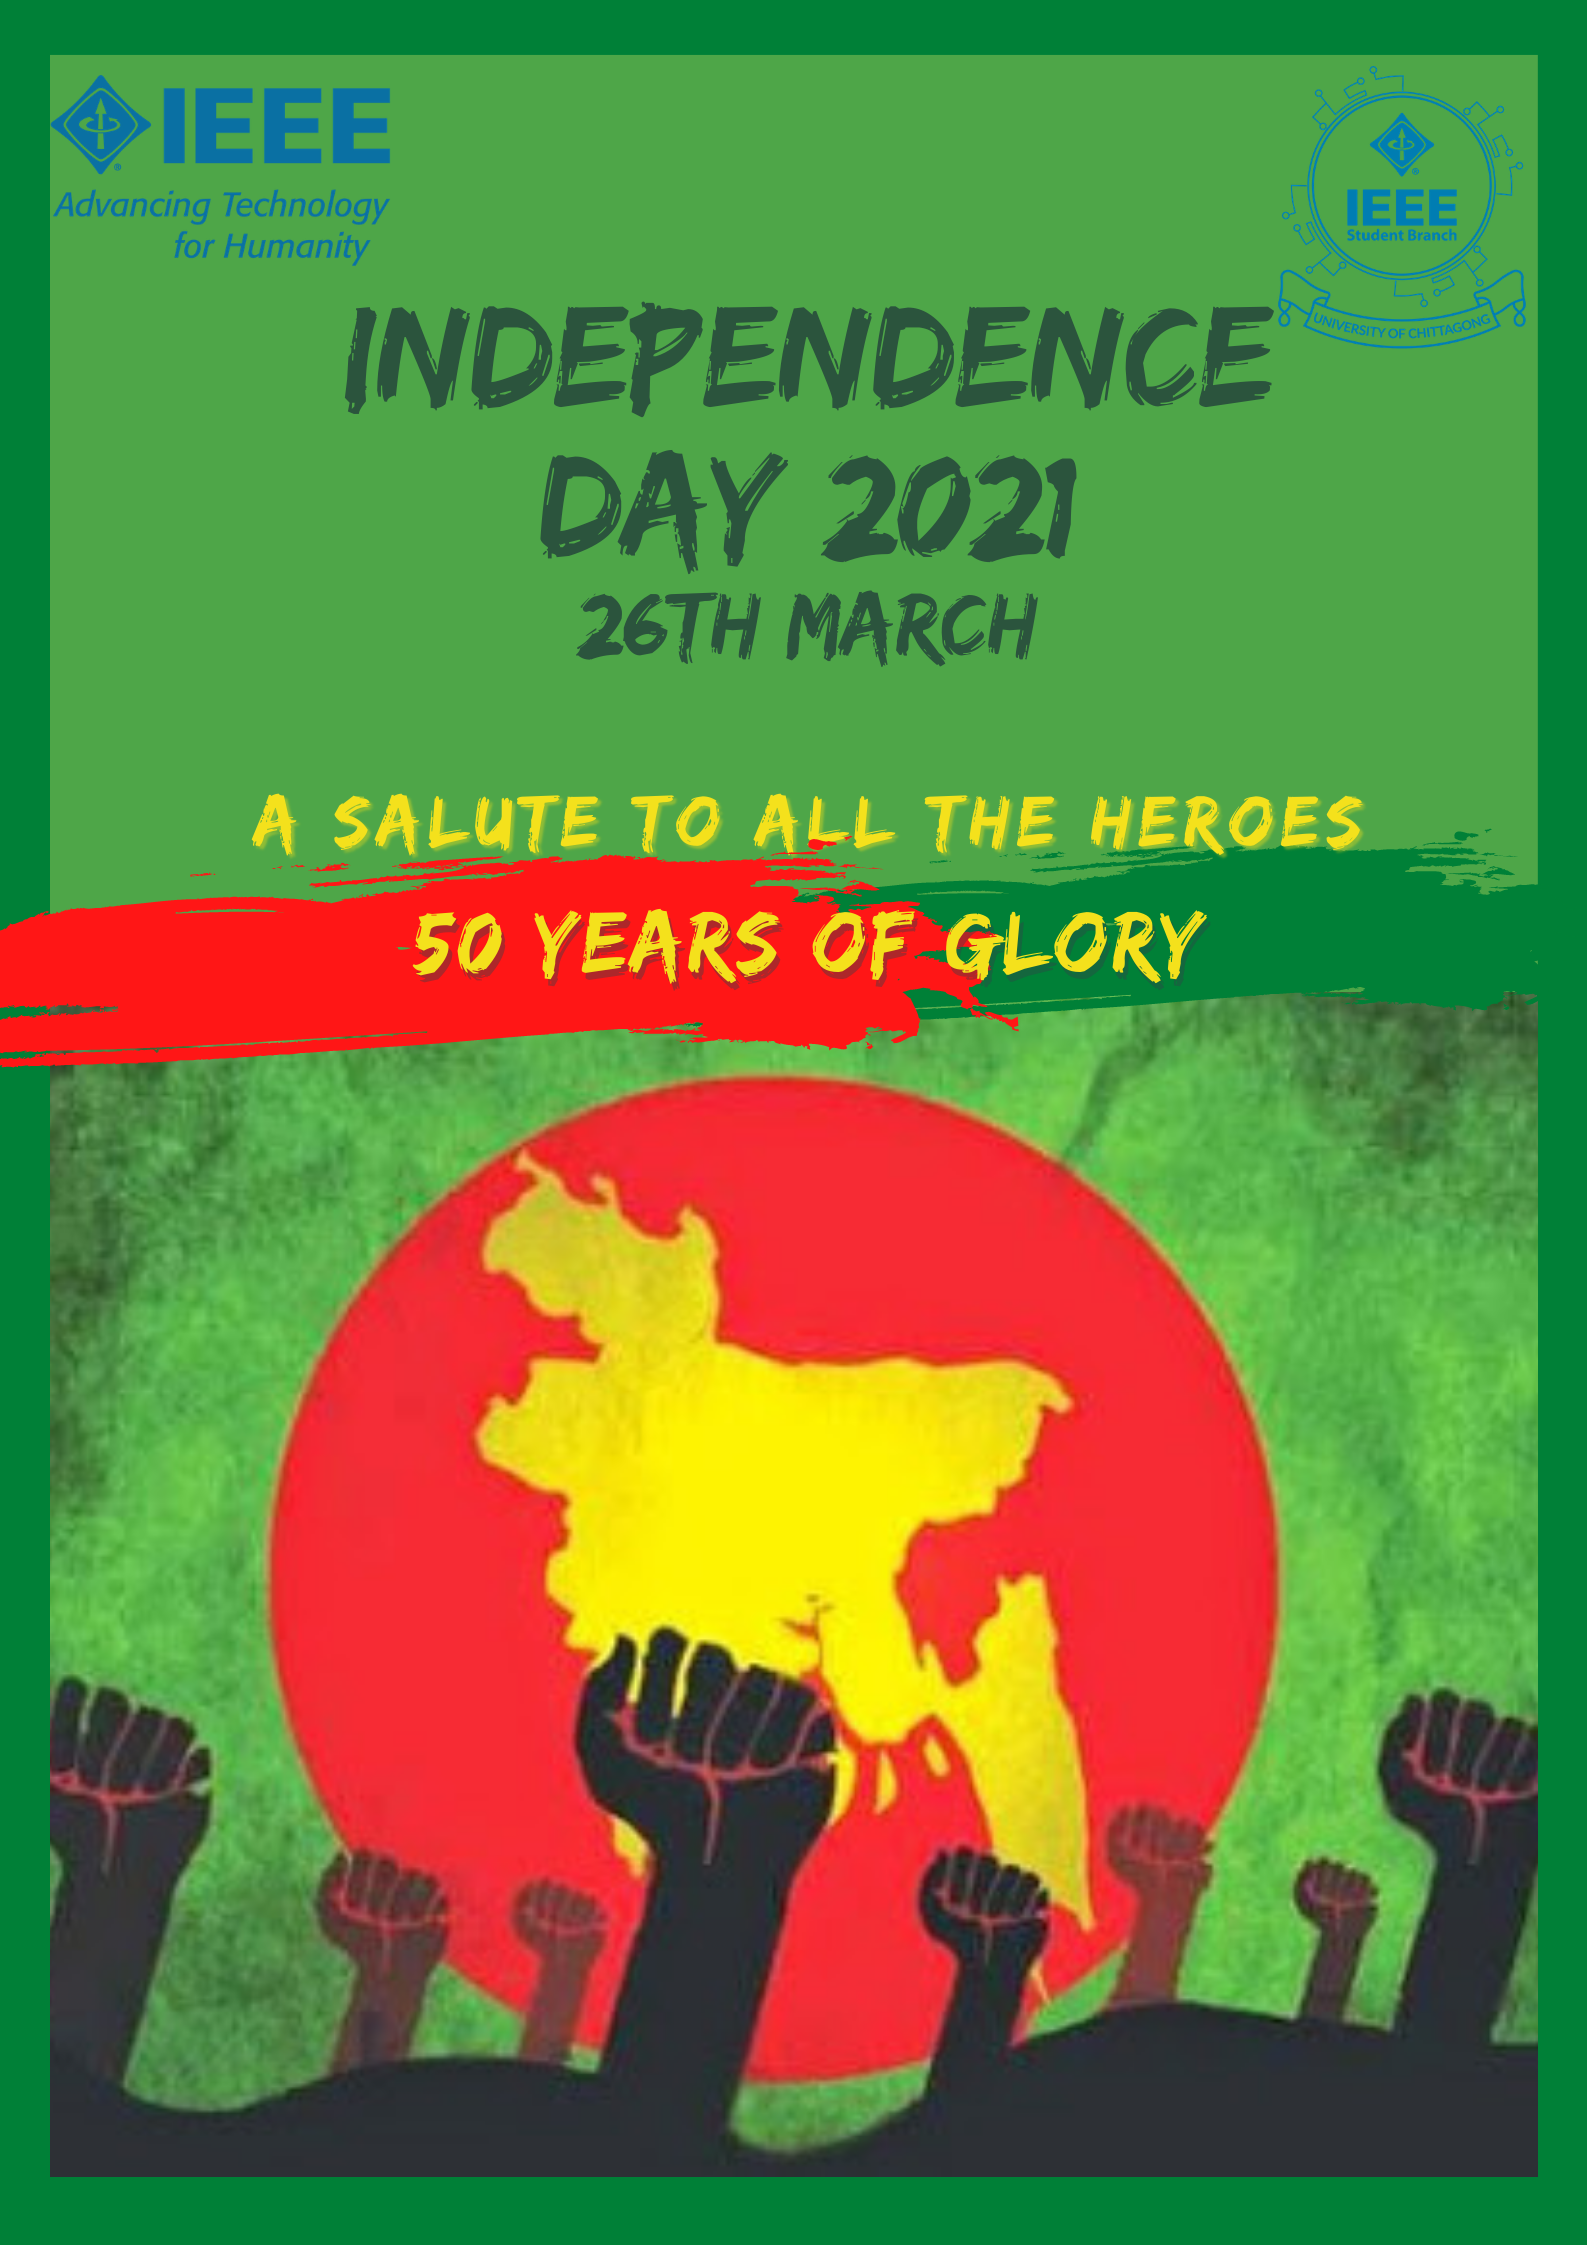 IEEE
Advancing Technology
for Humanity
IEEE
Student Branch
UNIVERSITY OF CHITTAGONG
INDEPENDENCE
DAY 2021
26TH MARCH
A SALUTE TO ALL THE HEROES
50 YEARS OF GLORY